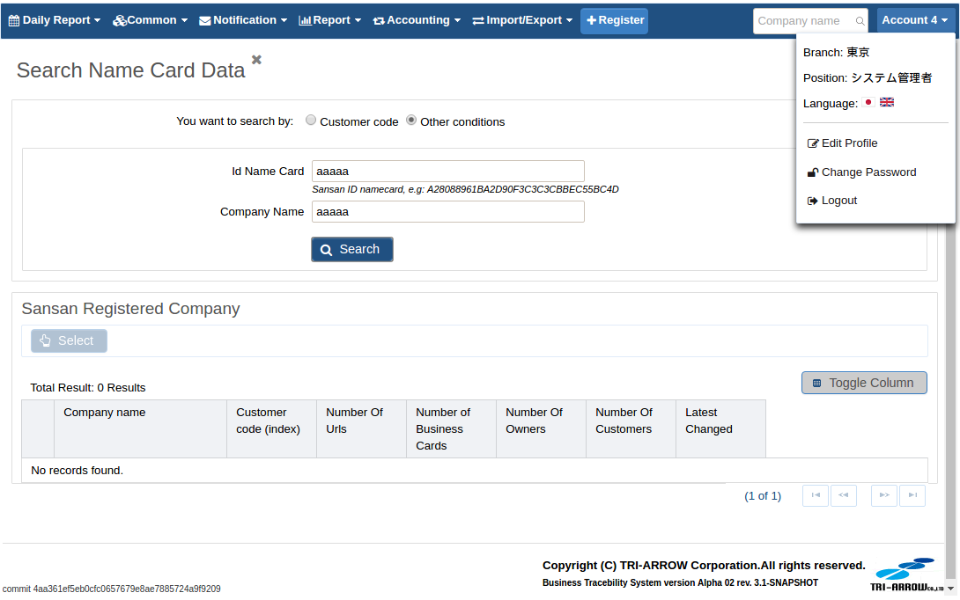 Daily Report Common Notification Report Accounting Import/Export Register Company name Account 4
Branch: 東京
Position: システム管理者
Language:
Edit Profile
Change Password
Logout
Search Name Card Data
You want to search by: Customer code Other conditions
Id Name Card aaaaa
Sansan ID namecard, e.g: A28088961BA2D90F3C3C3CBBEC55BC4D
Company Name aaaaa
Search
Sansan Registered Company
Select
Total Result: 0 Results
Toggle Column
Company name
Customer code (index)
Number Of Urls
Number of Business Cards
Number Of Owners
Number Of Customers
Latest Changed
No records found.
(1 of 1)
Copyright (C) TRI-ARROW Corporation.All rights reserved.
Business Tracebility System version Alpha 02 rev. 3.1-SNAPSHOT
TRI-ARROW Co.,Ltd
commit 4aa361ef5eb0cfc0657679e8ae7885724a9f9209